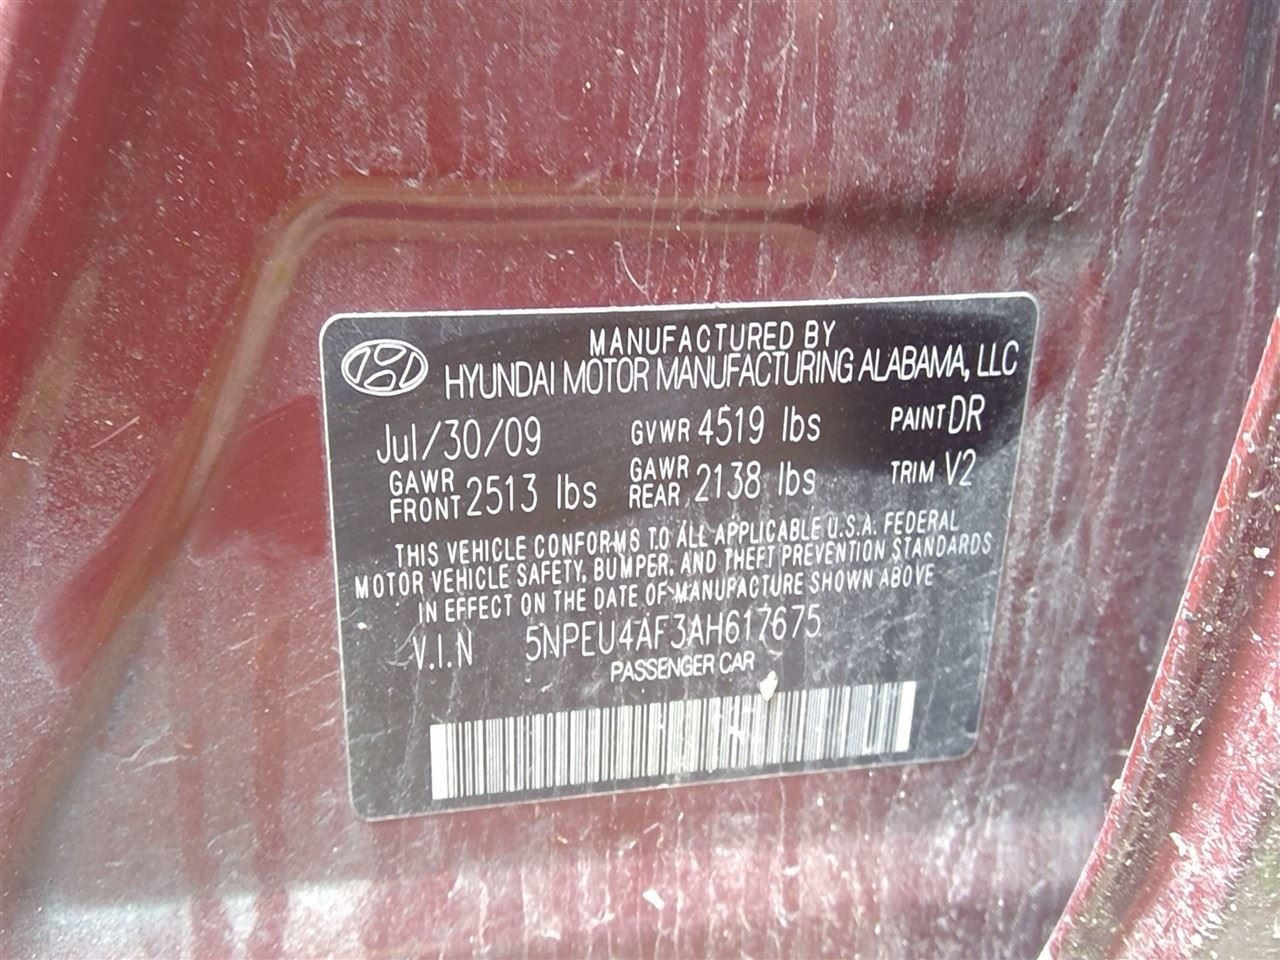 MANUFACTURED BY
HYUNDAI MOTOR MANUFACTURING ALABAMA, LLC
Jul/30/09 GVWR 4519 lbs PAINT DR
GAWR FRONT 2513 lbs GAWR REAR 2138 lbs TRIM V2
THIS VEHICLE CONFORMS TO ALL APPLICABLE U.S.A. FEDERAL
MOTOR VEHICLE SAFETY, BUMPER, AND THEFT PREVENTION STANDARDS
IN EFFECT ON THE DATE OF MANUFACTURE SHOWN ABOVE
V.I.N 5NPEU4AF3AH617675
PASSENGER CAR